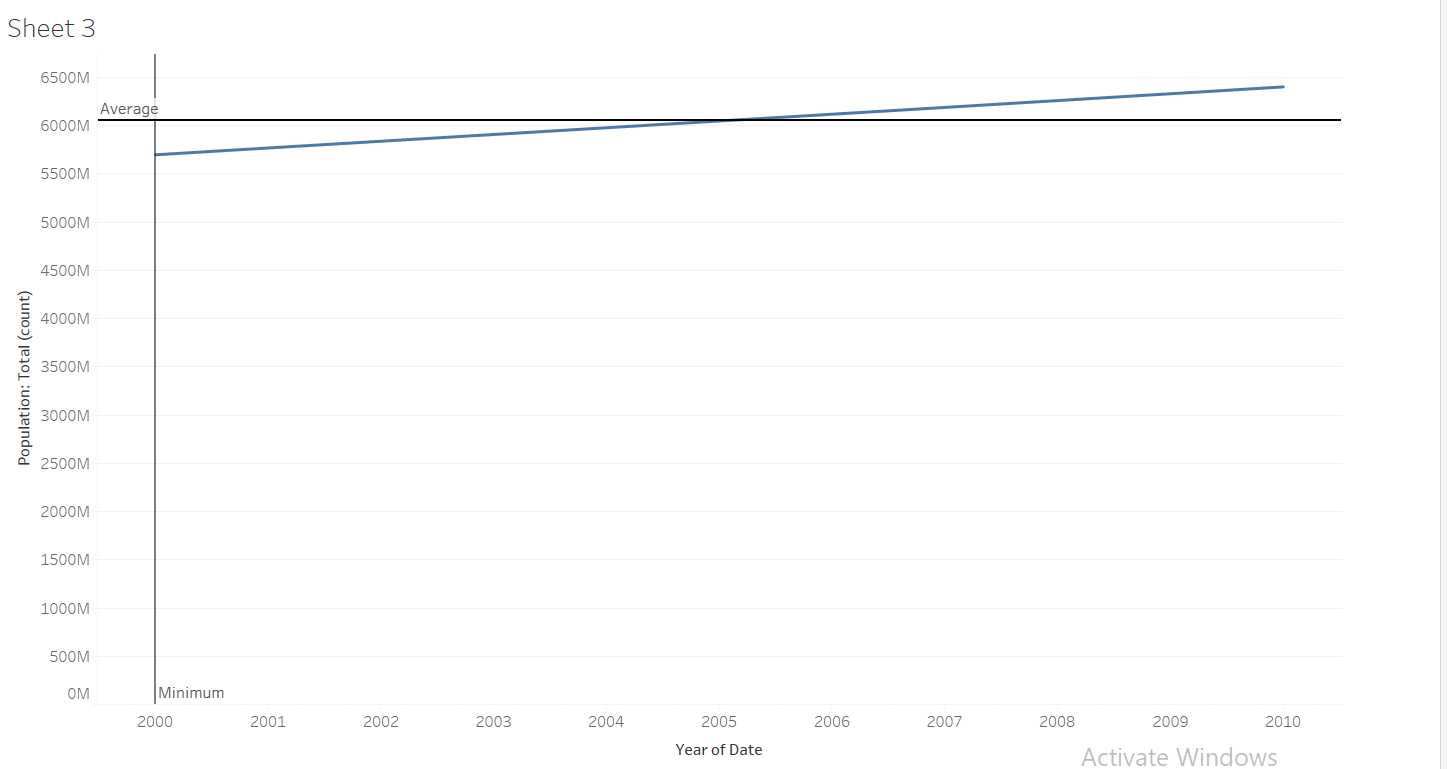 Sheet 3
6500M
Average
6000M
5500M
5000M
4500M
4000M
3500M
3000M
2500M
2000M
1500M
1000M
500M
0M
Minimum
Population: Total (count)
2000 2001 2002 2003 2004 2005 2006 2007 2008 2009 2010
Year of Date
Activate Windows